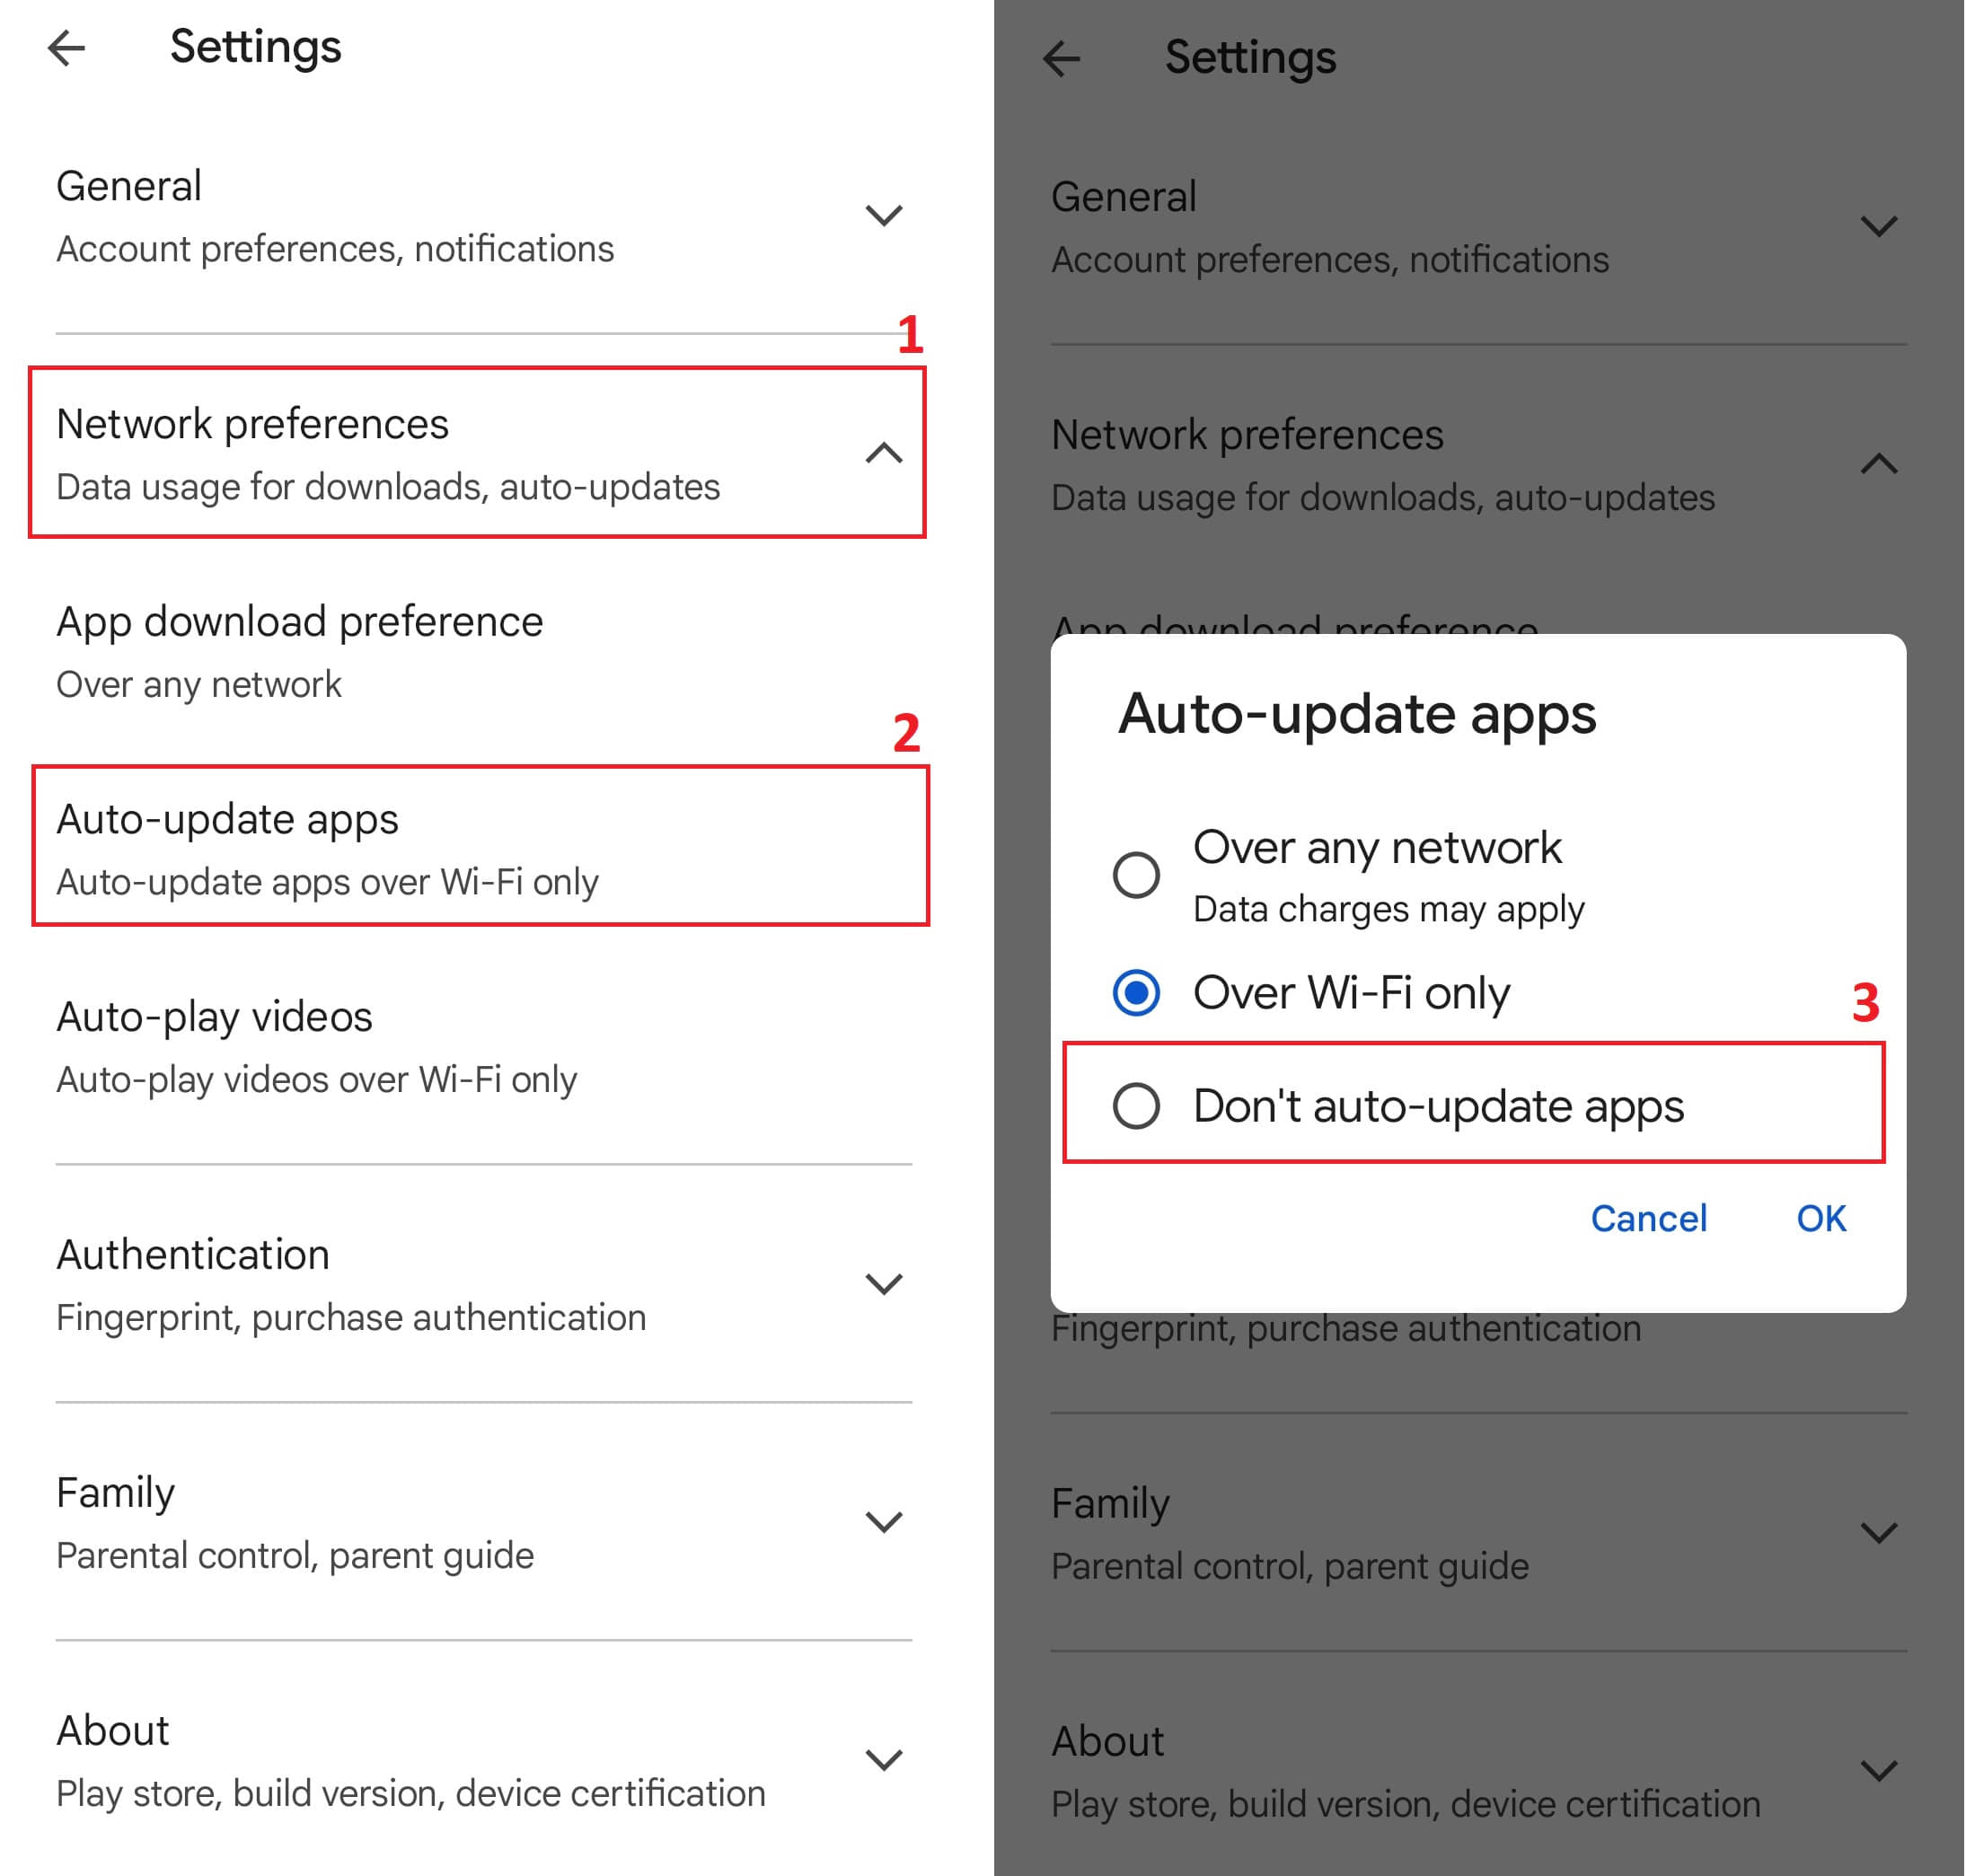 Settings
General
Account preferences, notifications
1
Network preferences
Data usage for downloads, auto-updates
App download preference
Over any network
2
Auto-update apps
Auto-update apps over Wi-Fi only
Auto-play videos
Auto-play videos over Wi-Fi only
Authentication
Fingerprint, purchase authentication
Family
Parental control, parent guide
About
Play store, build version, device certification
Settings
General
Account preferences, notifications
Network preferences
Data usage for downloads, auto-updates
App download preference
Auto-update apps
Over any network
Data charges may apply
Over Wi-Fi only
3
Don't auto-update apps
Cancel OK
Fingerprint, purchase authentication
Family
Parental control, parent guide
About
Play store, build version, device certification